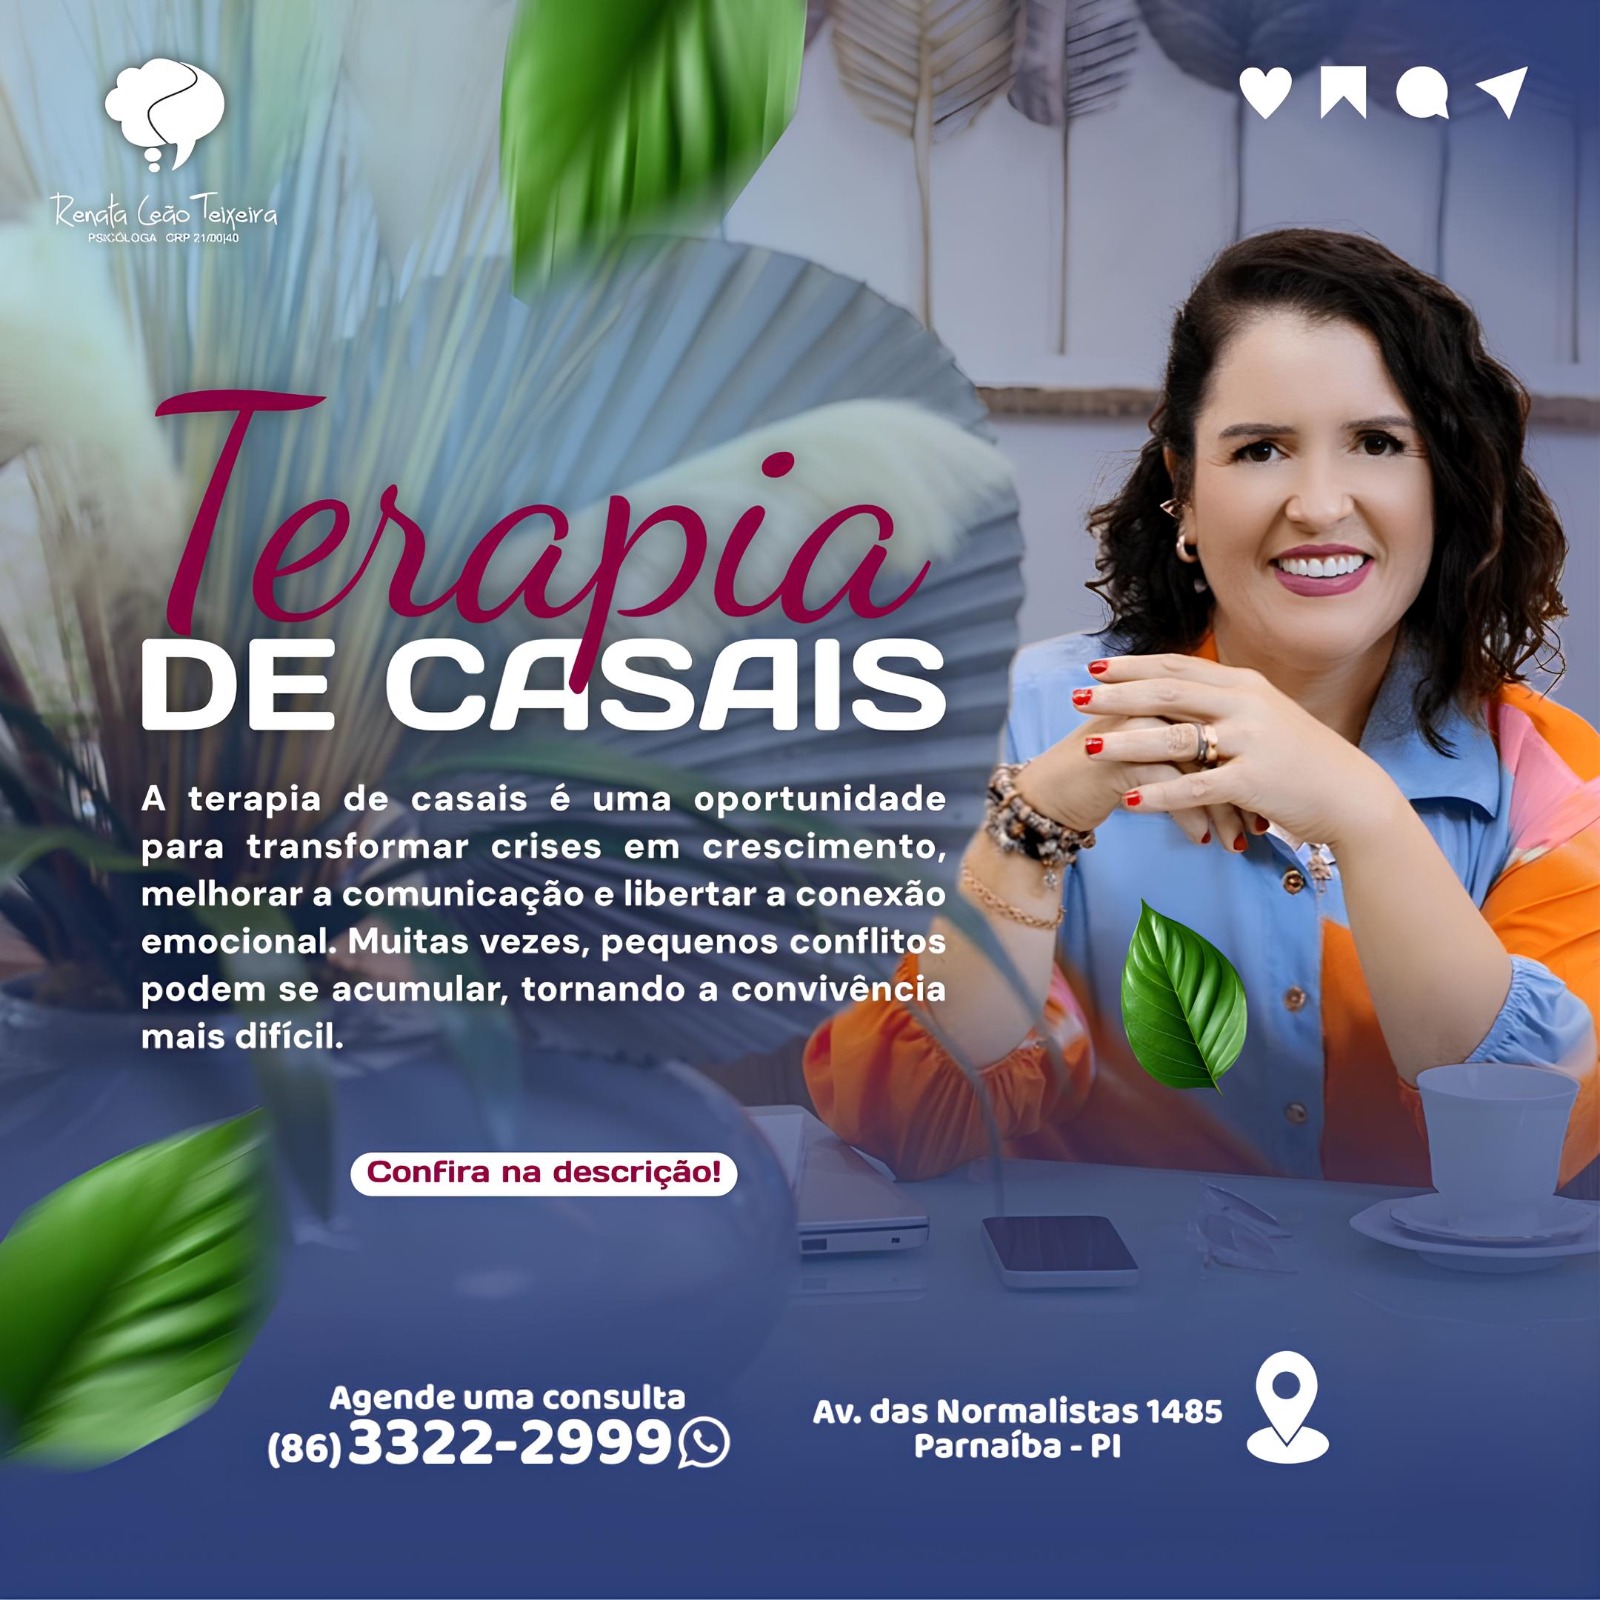 Renata Leão Teixeira
PSICÓLOGA CRP 21/00|40
Terapia
DE CASAIS
A terapia de casais é uma oportunidade
para transformar crises em crescimento,
melhorar a comunicação e libertar a conexão
emocional. Muitas vezes, pequenos conflitos
podem se acumular, tornando a convivência
mais difícil.
Confira na descrição!
Agende uma consulta
(86) 3322-2999
Av. das Normalistas 1485
Parnaíba - PI